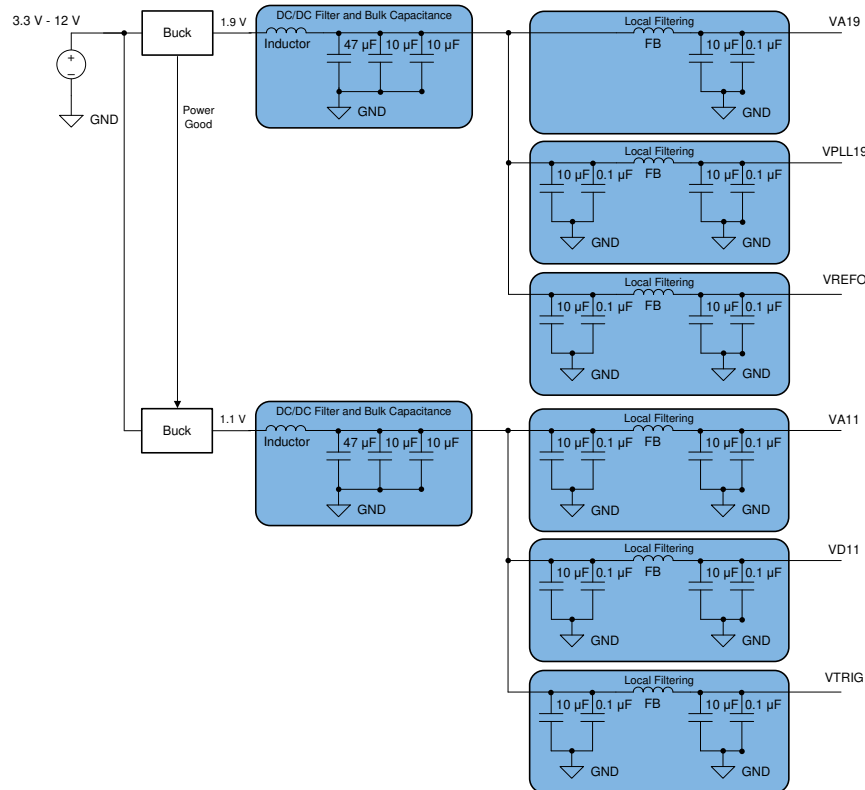 3.3 V - 12 V
Buck
1.9 V
GND
Power
Good
DC/DC Filter and Bulk Capacitance
Inductor
47 µF
10 µF
10 µF
GND
Local Filtering
FB
10 µF
0.1 µF
GND
VA19
Local Filtering
10 µF
0.1 µF
FB
10 µF
0.1 µF
GND
GND
VPLL19
Local Filtering
10 µF
0.1 µF
FB
10 µF
0.1 µF
GND
GND
VREFO
Buck
1.1 V
DC/DC Filter and Bulk Capacitance
Inductor
47 µF
10 µF
10 µF
GND
Local Filtering
10 µF
0.1 µF
FB
10 µF
0.1 µF
GND
GND
VA11
Local Filtering
10 µF
0.1 µF
FB
10 µF
0.1 µF
GND
GND
VD11
Local Filtering
10 µF
0.1 µF
FB
10 µF
0.1 µF
GND
GND
VTRIG